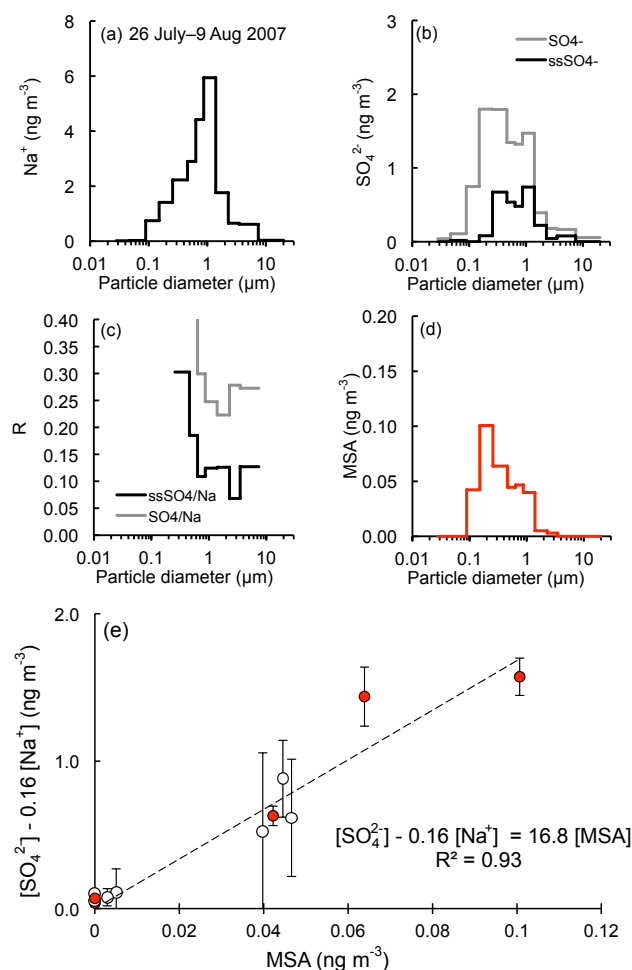 (a) 26 July–9 Aug 2007
Na⁺ (ng m⁻³)
8
6
4
2
0
0.01 0.1 1 10
Particle diameter (µm)
(b)
SO4-
ssSO4-
SO₄²⁻ (ng m⁻³)
3
2
1
0
0.01 0.1 1 10
Particle diameter (µm)
(c)
R
0.40
0.35
0.30
0.25
0.20
0.15
0.10
0.05
0.00
ssSO4/Na
SO4/Na
0.01 0.1 1 10
Particle diameter (µm)
(d)
MSA (ng m⁻³)
0.20
0.15
0.10
0.05
0.00
0.01 0.1 1 10
Particle diameter (µm)
(e)
[SO₄²⁻] - 0.16 [Na⁺] (ng m⁻³)
2.0
1.0
0.0
[SO₄²⁻] - 0.16 [Na⁺] = 16.8 [MSA]
R² = 0.93
0 0.02 0.04 0.06 0.08 0.1 0.12
MSA (ng m⁻³)